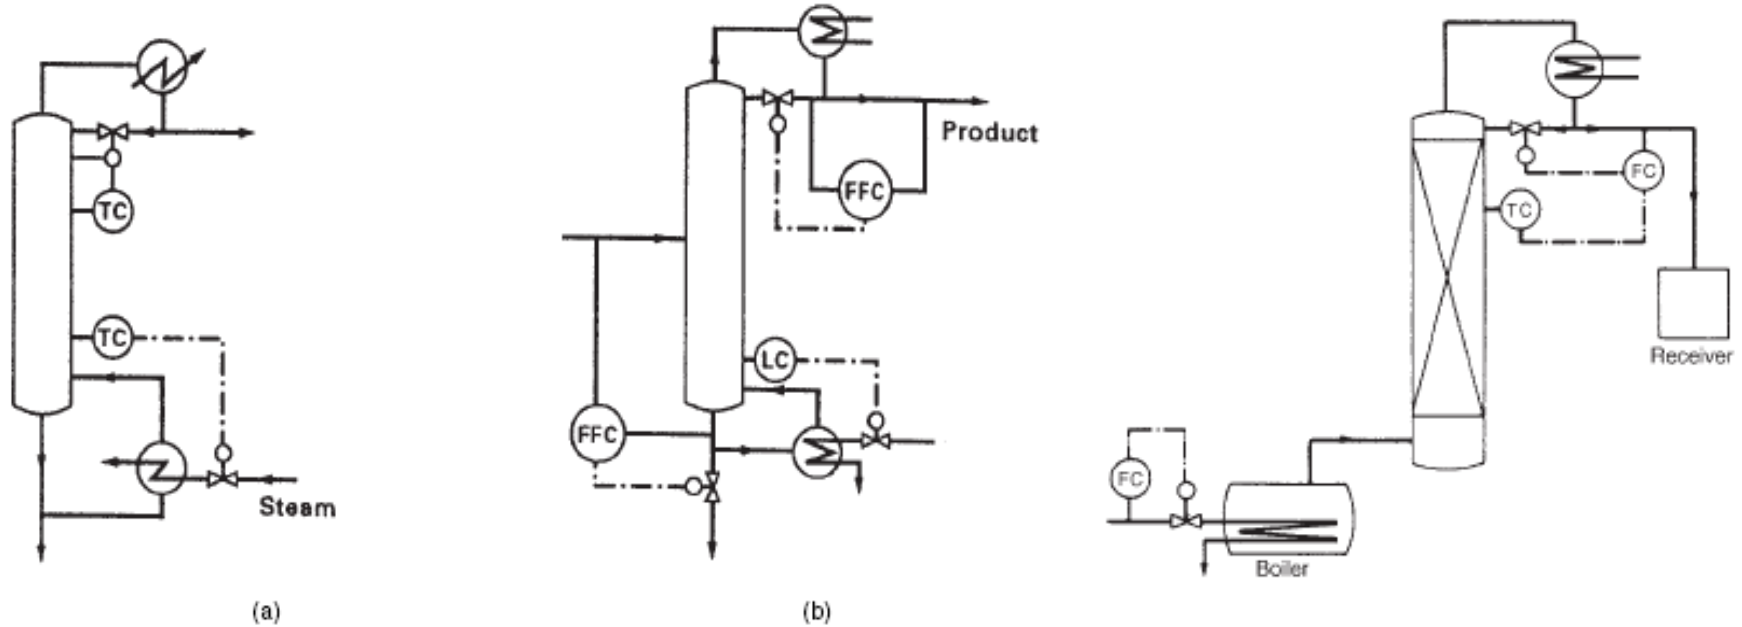 TC
TC
Steam
(a)
Product
FFC
LC
FFC
(b)
FC
TC
Receiver
FC
Boiler